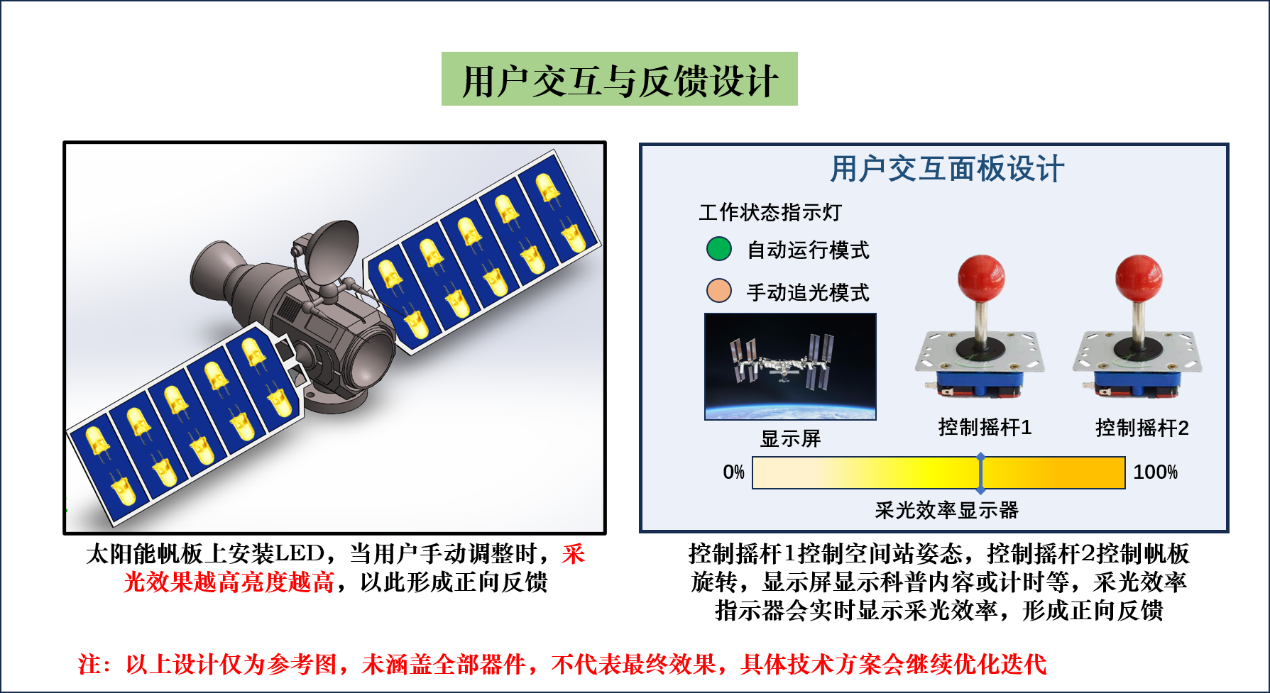 用户交互与反馈设计
太阳能帆板上安装LED，当用户手动调整时，采
光效果越高亮度越高，以此形成正向反馈
用户交互面板设计
工作状态指示灯
自动运行模式
手动追光模式
显示屏
控制摇杆1
控制摇杆2
0%
100%
采光效率显示器
控制摇杆1控制空间站姿态，控制摇杆2控制帆板
旋转，显示屏显示科普内容或计时等，采光效率
指示器会实时显示采光效率，形成正向反馈
注：以上设计仅为参考图，未涵盖全部器件，不代表最终效果，具体技术方案会继续优化迭代